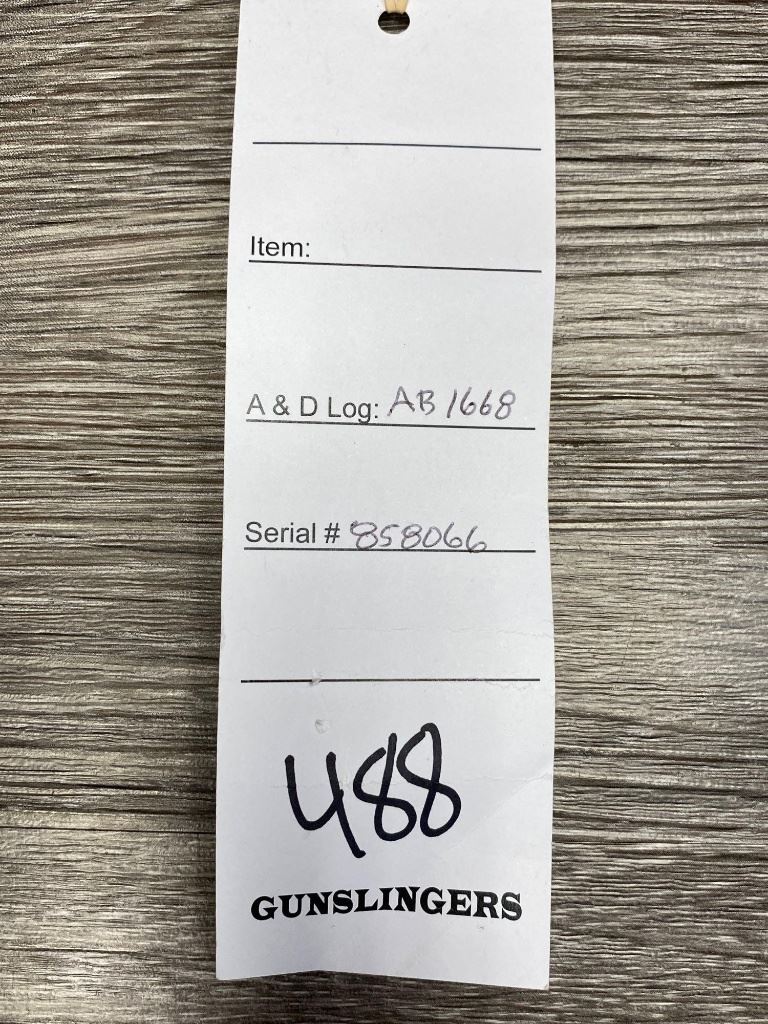 Item:
A & D Log: AB 1668
Serial # 858066
488
GUNSLINGERS